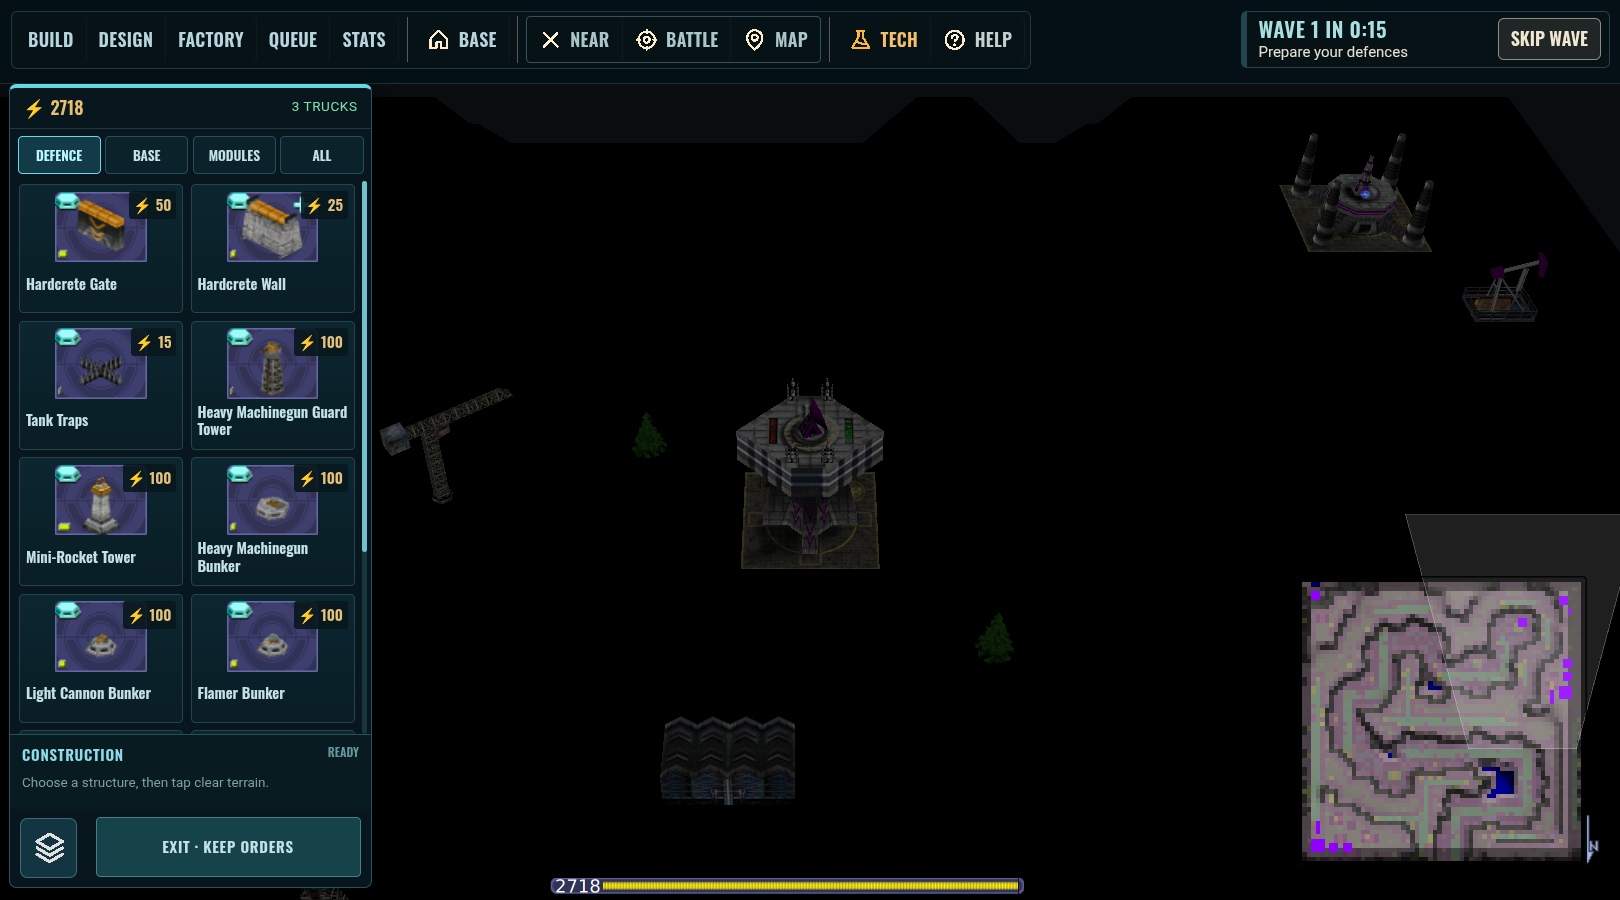 BUILD DESIGN FACTORY QUEUE STATS BASE NEAR BATTLE MAP TECH HELP
WAVE 1 IN 0:15
Prepare your defences
SKIP WAVE
2718
3 TRUCKS
DEFENCE BASE MODULES ALL
50
Hardcrete Gate
25
Hardcrete Wall
15
Tank Traps
100
Heavy Machinegun Guard
Tower
100
Mini-Rocket Tower
100
Heavy Machinegun
Bunker
100
Light Cannon Bunker
100
Flamer Bunker
CONSTRUCTION
READY
Choose a structure, then tap clear terrain.
EXIT · KEEP ORDERS
2718
N